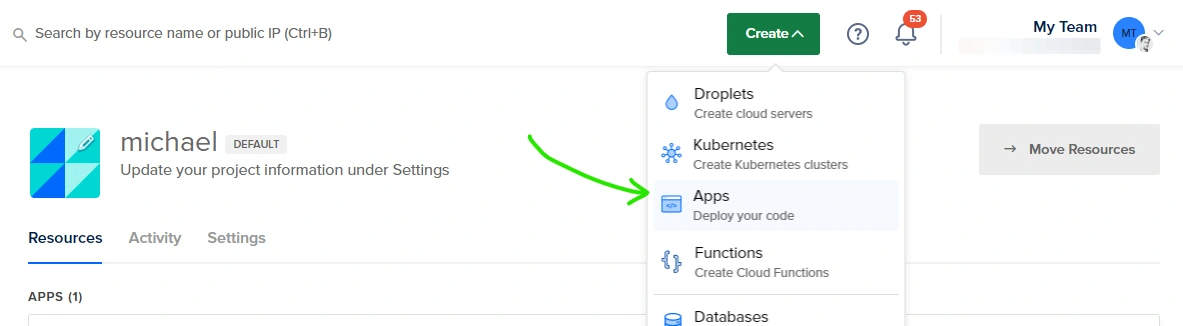 Search by resource name or public IP (Ctrl+B)
Create
53
My Team
MT
Droplets
Create cloud servers
michael DEFAULT
Update your project information under Settings
Kubernetes
Create Kubernetes clusters
Move Resources
Apps
Deploy your code
Resources Activity Settings
Functions
Create Cloud Functions
APPS (1)
Databases